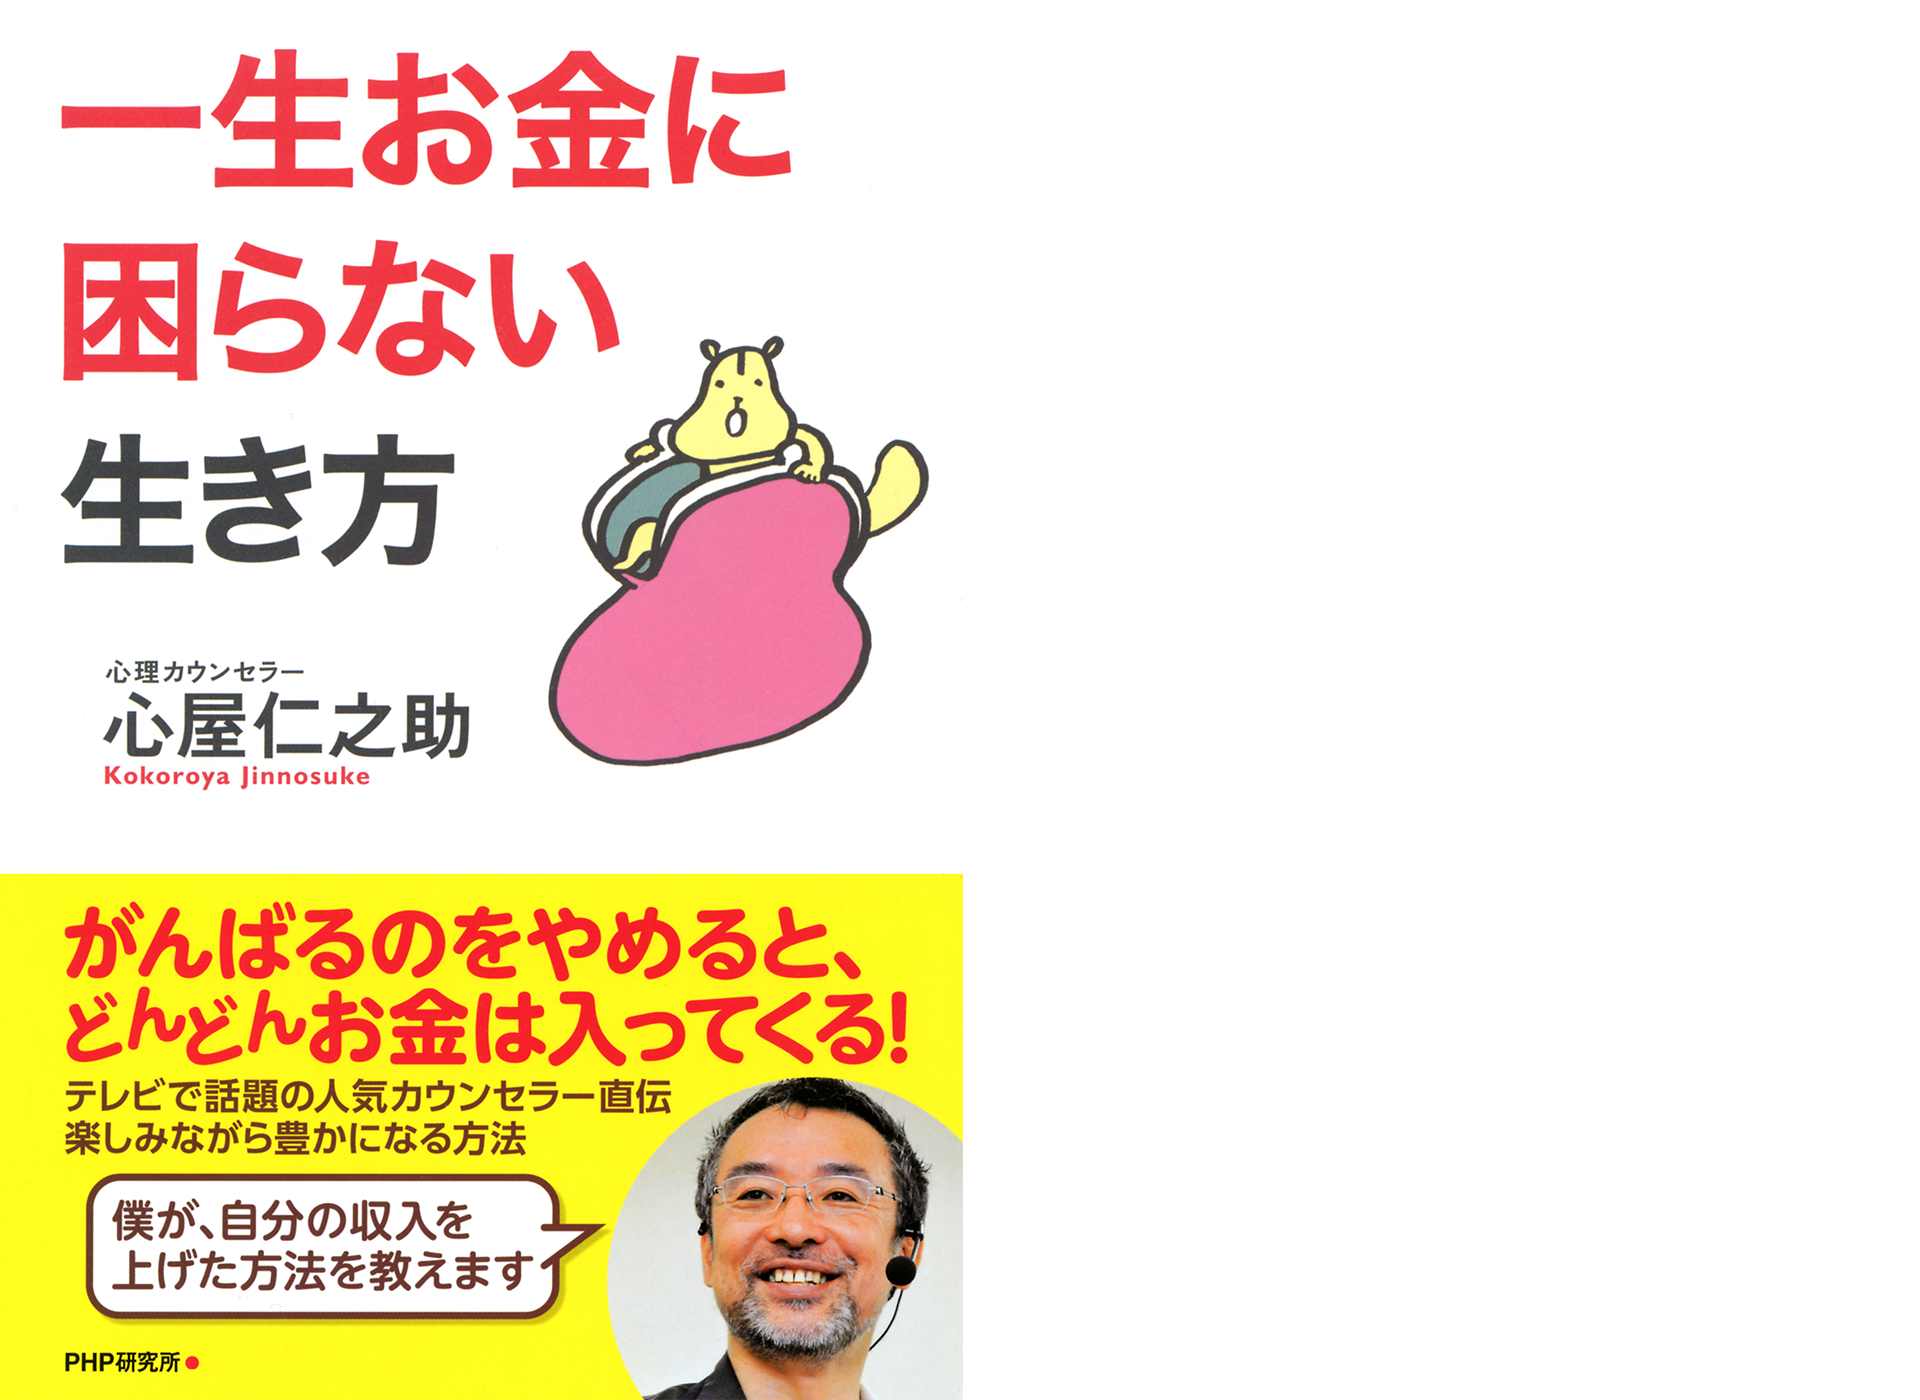 一生お金に
困らない
生き方
心理カウンセラー
心屋仁之助
Kokoroya Jinnosuke
がんばるのをやめると、
どんどんお金は入ってくる!
テレビで話題の人気カウンセラー直伝
楽しみながら豊かになる方法
僕が、自分の収入を
上げた方法を教えます
PHP研究所